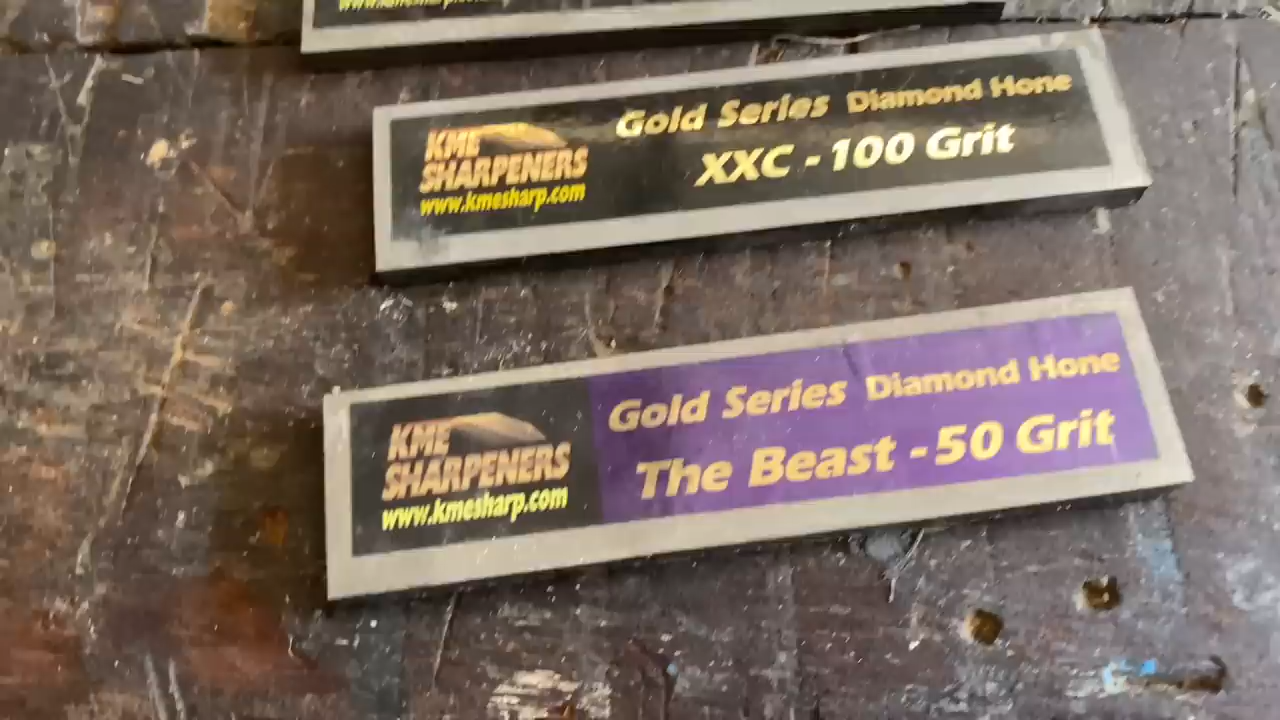 KME
SHARPENERS
www.kmesharp.com
Gold Series Diamond Hone
XXC - 100 Grit
KME
SHARPENERS
www.kmesharp.com
Gold Series Diamond Hone
The Beast - 50 Grit